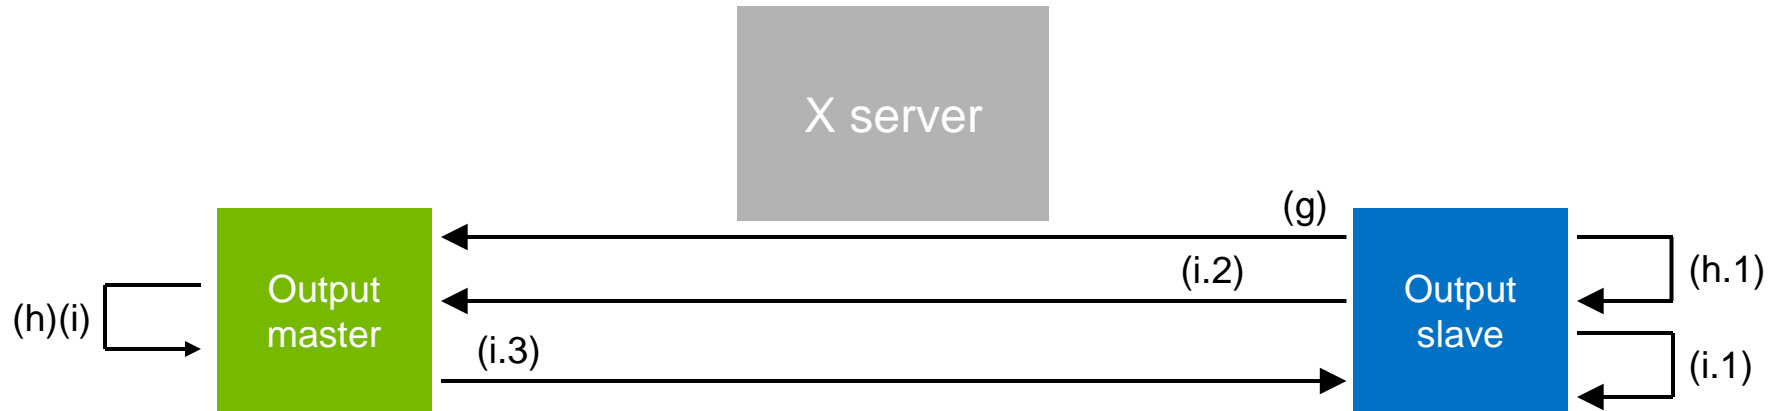 X server
(g)
(i.2)
(h.1)
Output
master
Output
slave
(h)(i)
(i.3)
(i.1)